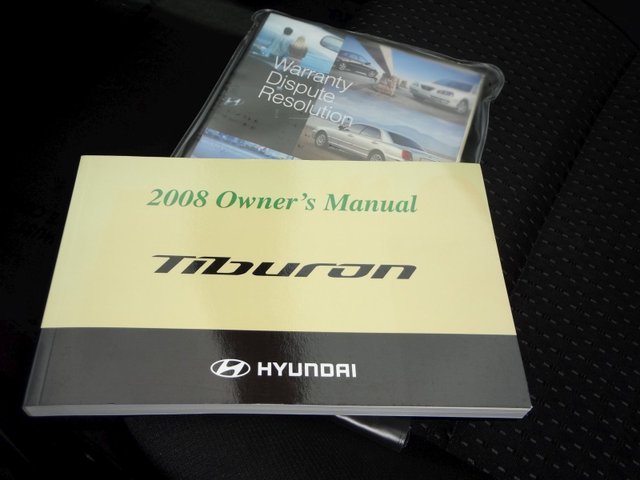 Warranty
Dispute
Resolution
2008 Owner's Manual
Tiburon
HYUNDAI